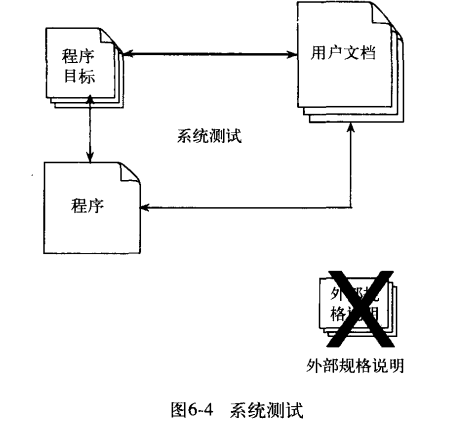 程序
目标
用户文档
系统测试
程序
外部规
格说明
外部规格说明
图6-4 系统测试